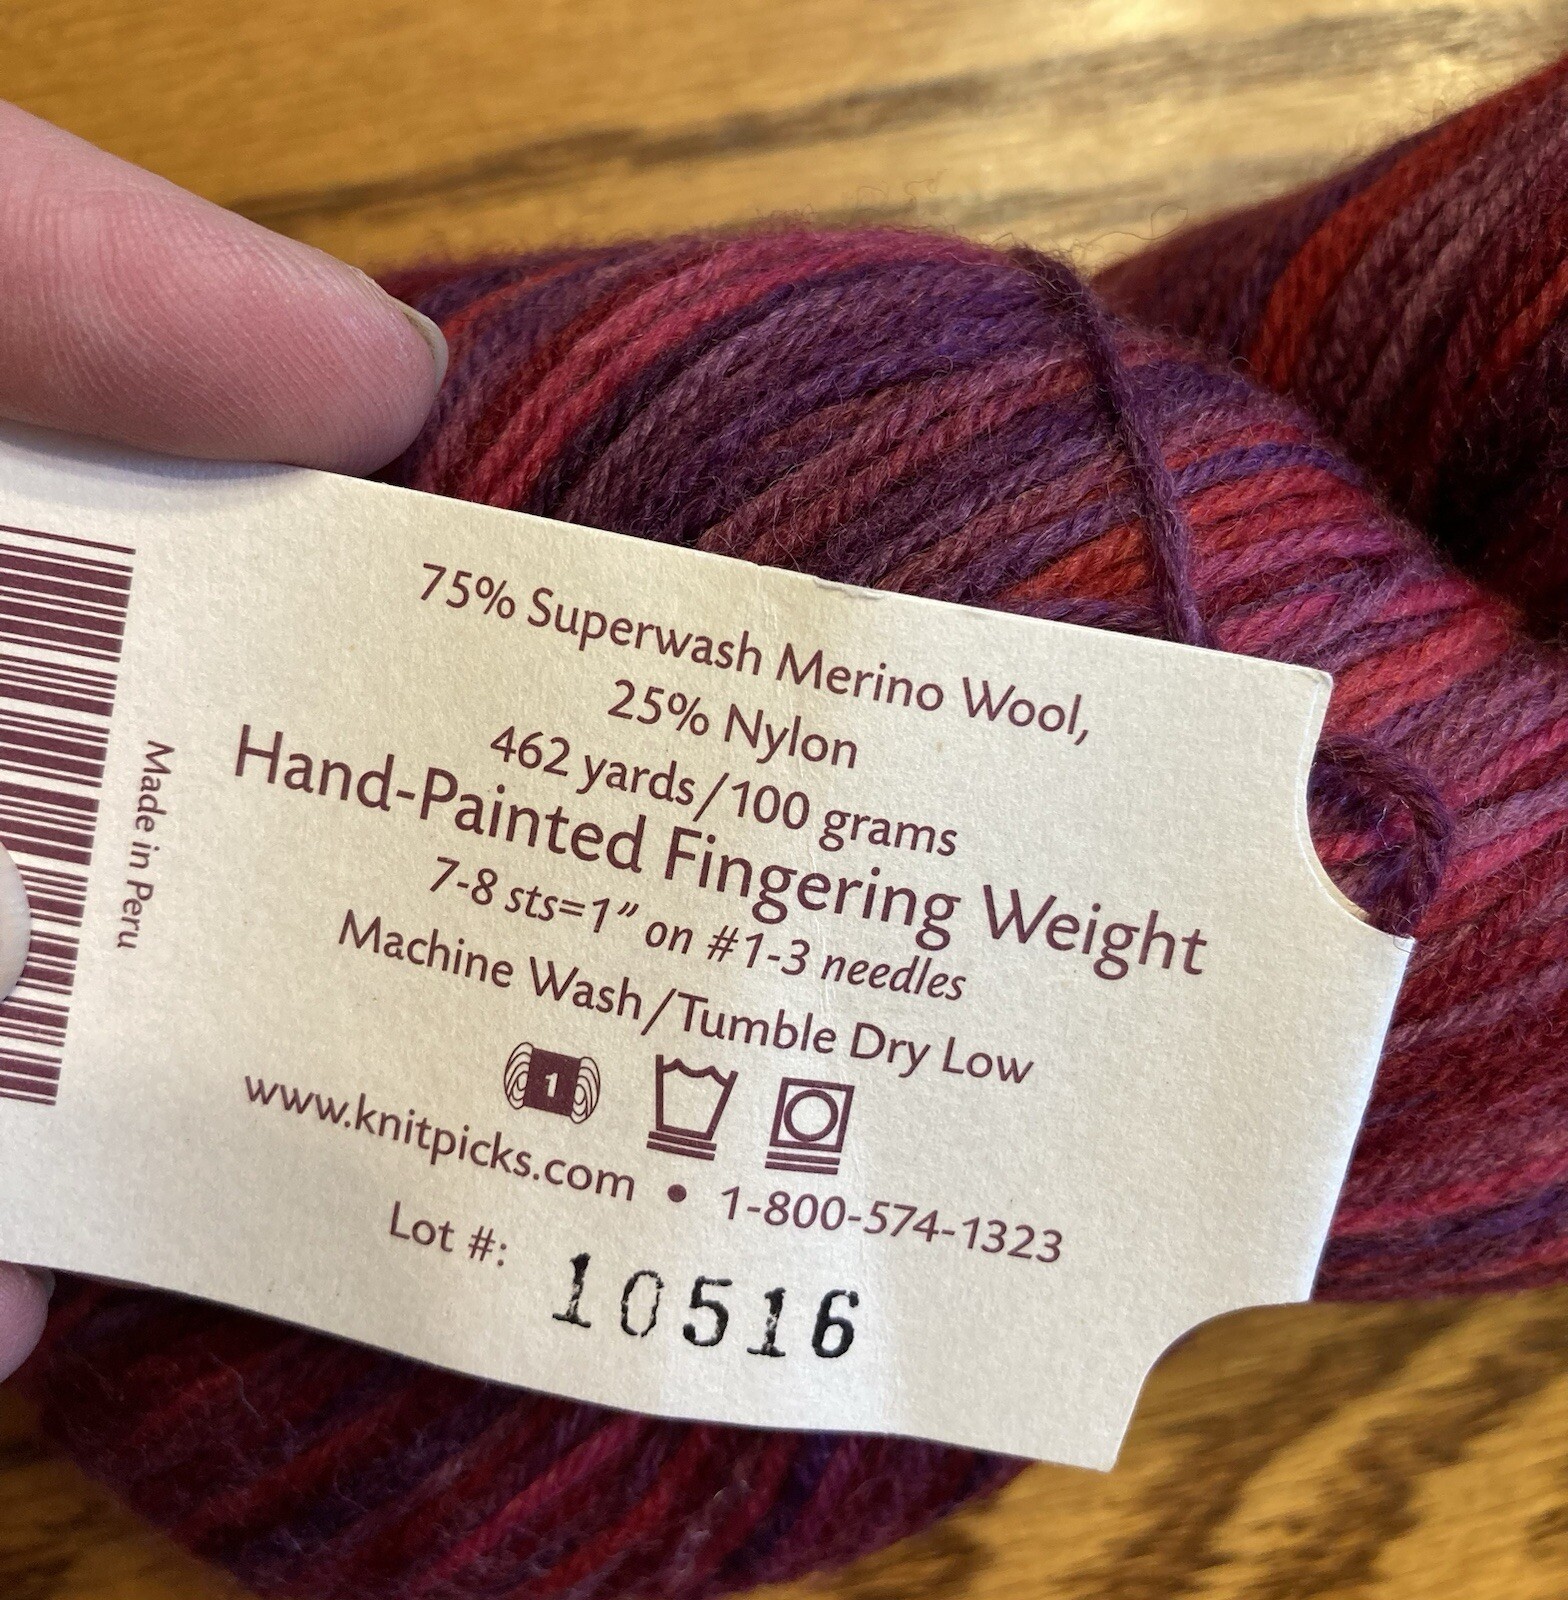 75% Superwash Merino Wool,
25% Nylon
462 yards/100 grams
Hand-Painted Fingering Weight
7-8 sts=1” on #1-3 needles
Machine Wash/Tumble Dry Low
1
www.knitpicks.com • 1-800-574-1323
Lot #: 10516
Made in Peru